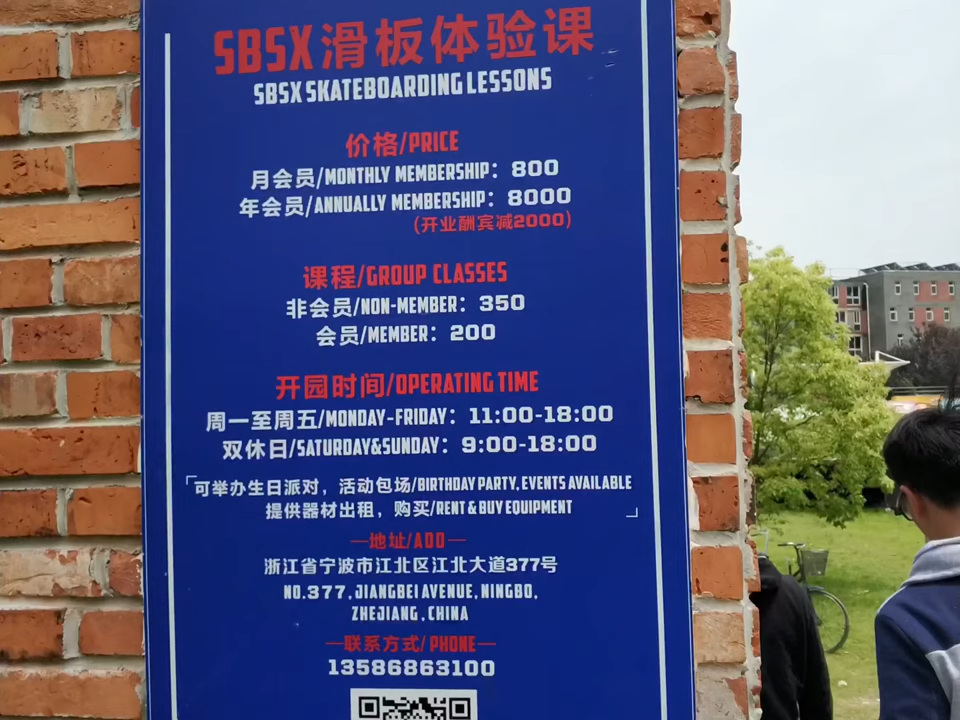 SBSX滑板体验课
SBSX SKATEBOARDING LESSONS
价格/PRICE
月会员/MONTHLY MEMBERSHIP: 800
年会员/ANNUALLY MEMBERSHIP: 8000
(开业酬宾减2000)
课程/GROUP CLASSES
非会员/NON-MEMBER: 350
会员/MEMBER: 200
开园时间/OPERATING TIME
周一至周五/MONDAY-FRIDAY: 11:00-18:00
双休日/SATURDAY&SUNDAY: 9:00-18:00
「可举办生日派对，活动包场/BIRTHDAY PARTY, EVENTS AVAILABLE
提供器材出租，购买/RENT & BUY EQUIPMENT」
—地址/ADD—
浙江省宁波市江北区江北大道377号
NO.377, JIANGBEI AVENUE, NINGBO,
ZHEJIANG, CHINA
—联系方式/PHONE—
13586863100